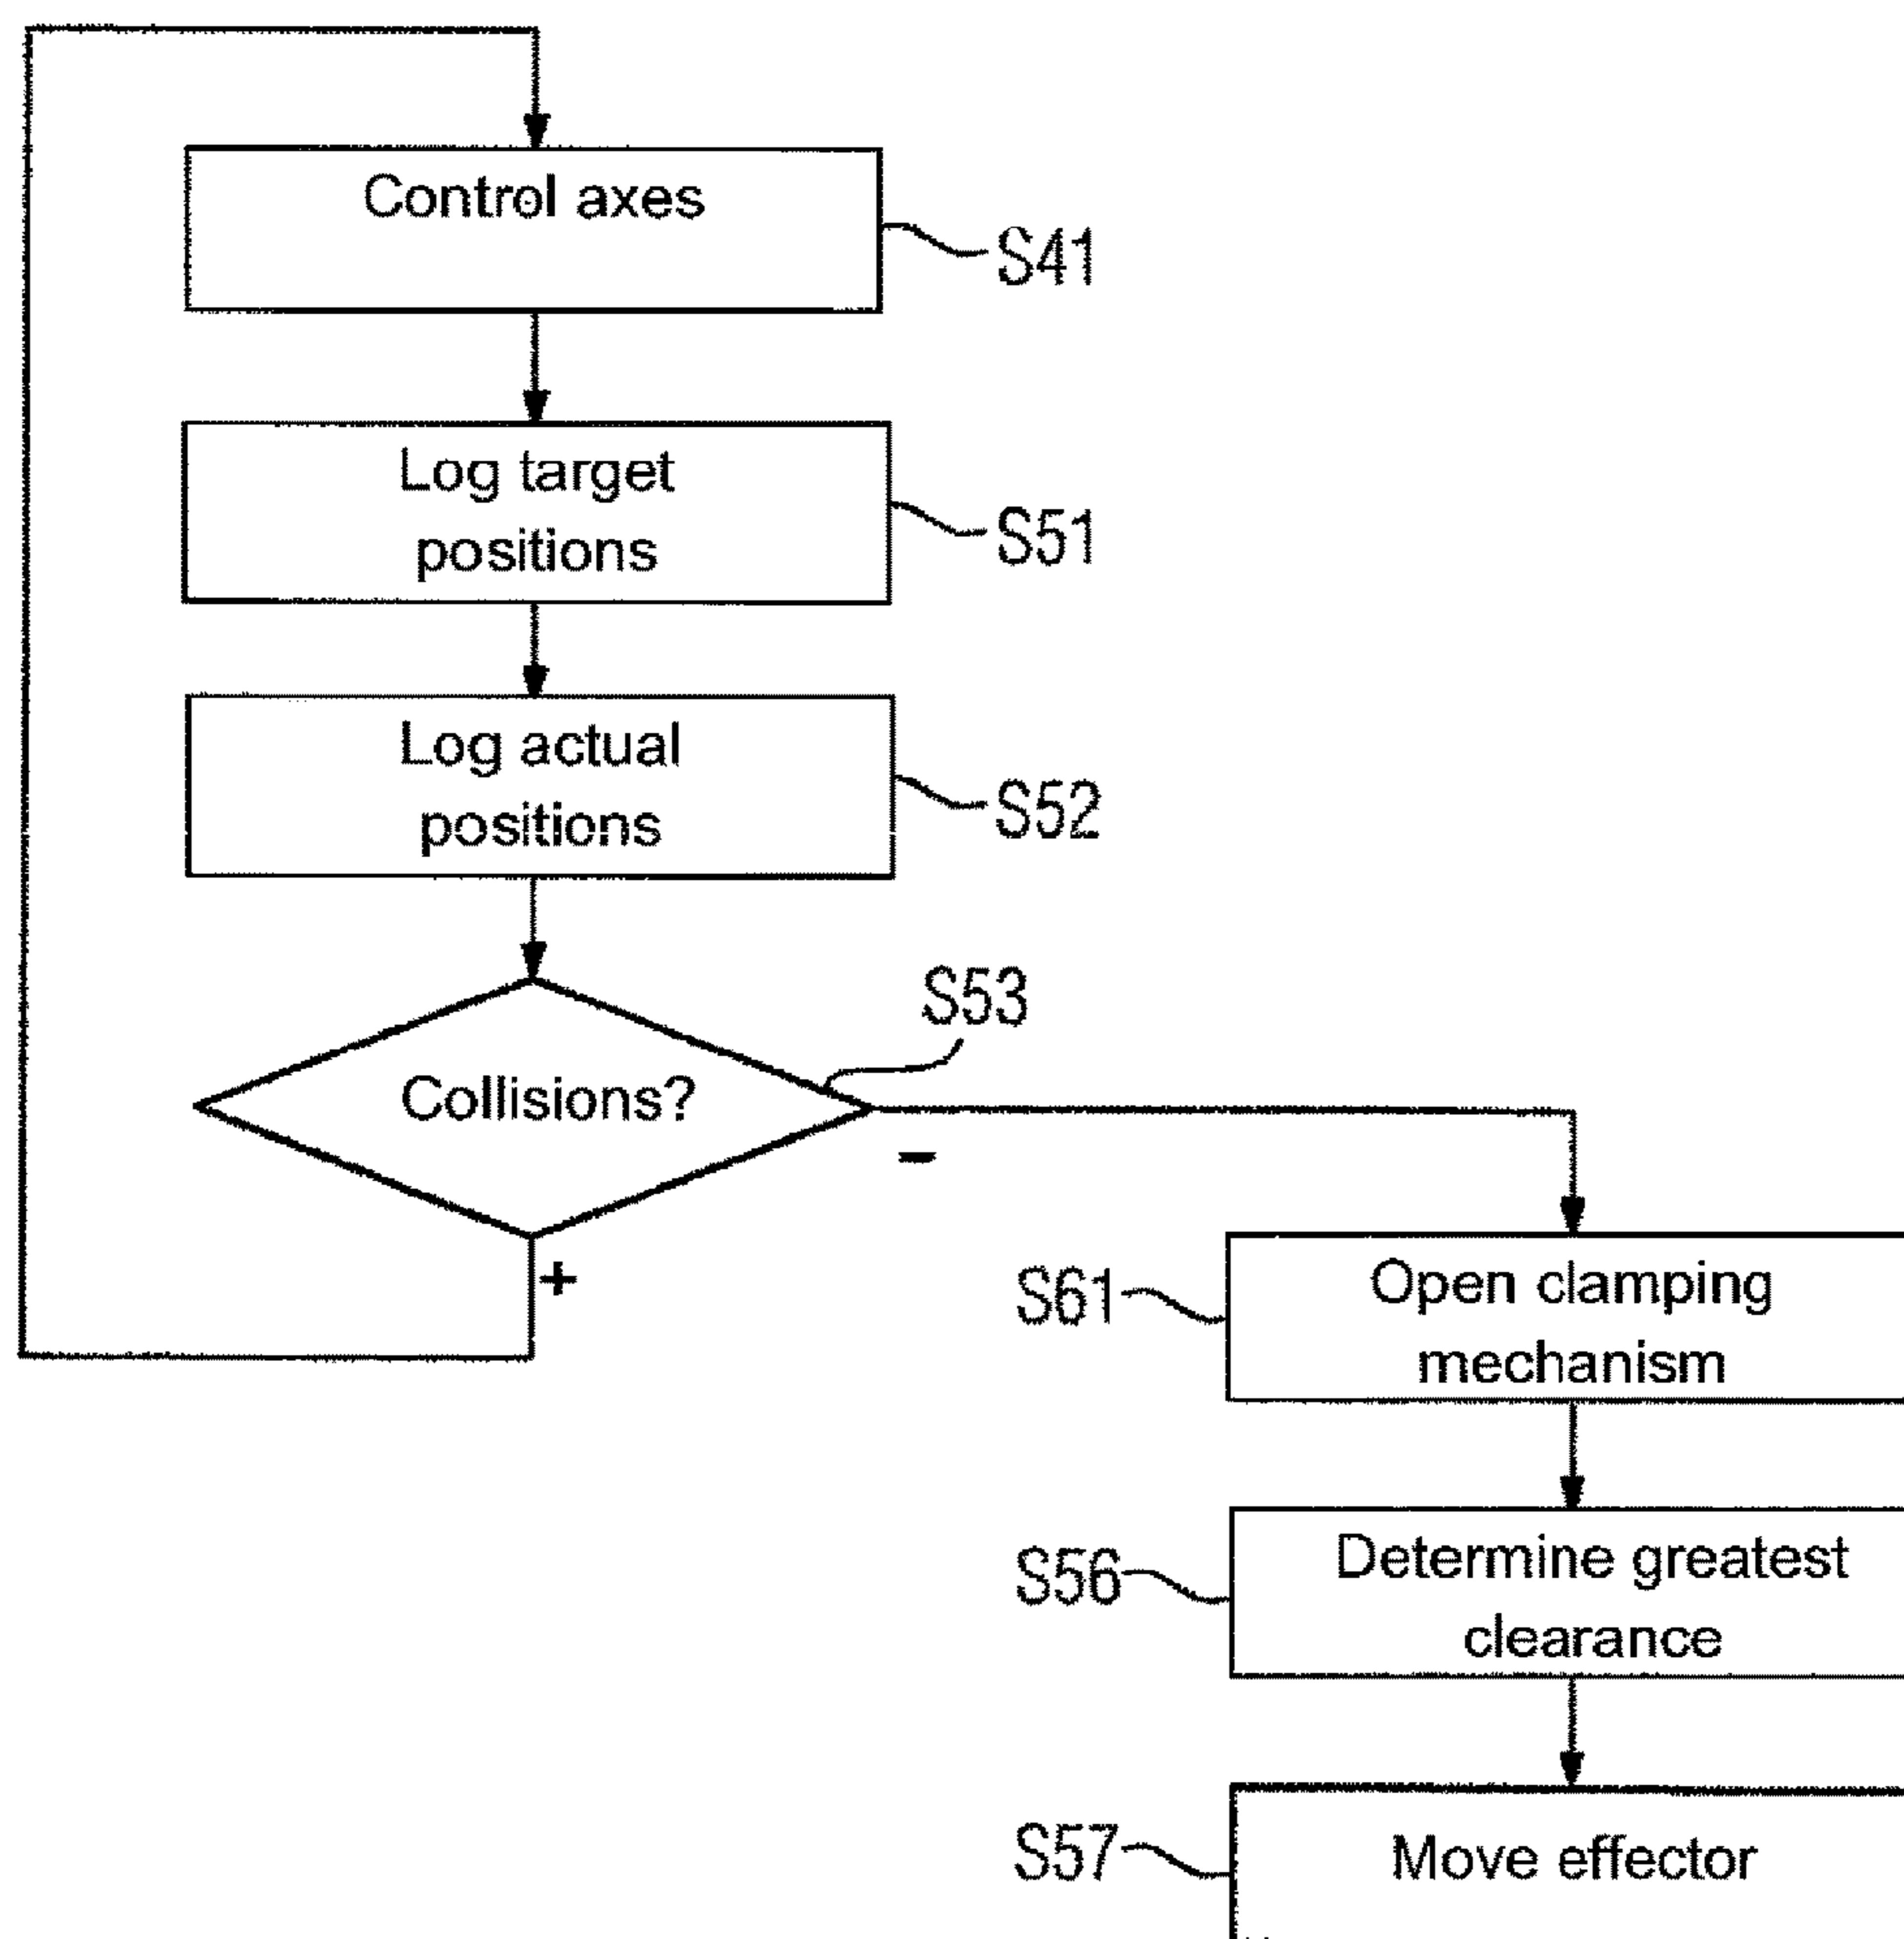 Control axes
S41
Log target
positions
S51
Log actual
positions
S52
S53
Collisions?
-
+
S61
Open clamping
mechanism
S56
Determine greatest
clearance
S57
Move effector